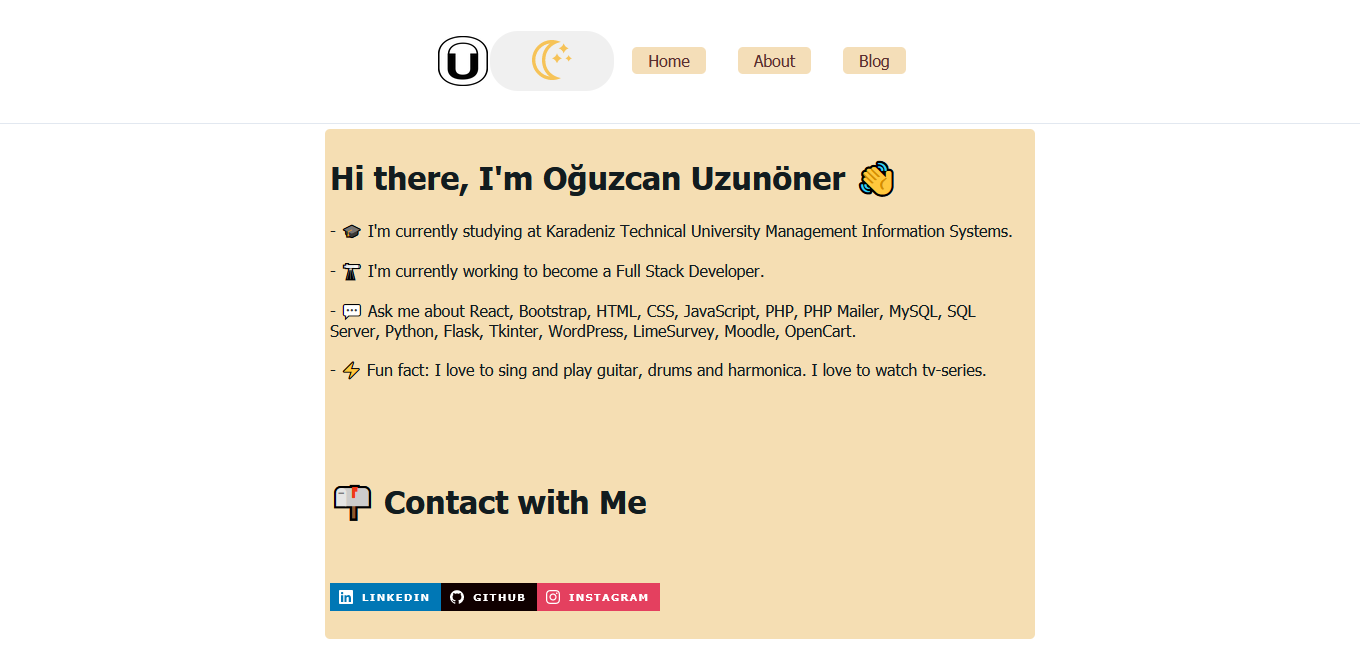 U
Home
About
Blog
Hi there, I'm Oğuzcan Uzunöner 👋
- 🎓 I'm currently studying at Karadeniz Technical University Management Information Systems.
- 🔭 I'm currently working to become a Full Stack Developer.
- 💬 Ask me about React, Bootstrap, HTML, CSS, JavaScript, PHP, PHP Mailer, MySQL, SQL
Server, Python, Flask, Tkinter, WordPress, LimeSurvey, Moodle, OpenCart.
- ⚡ Fun fact: I love to sing and play guitar, drums and harmonica. I love to watch tv-series.
📫 Contact with Me
LINKEDIN
GITHUB
INSTAGRAM